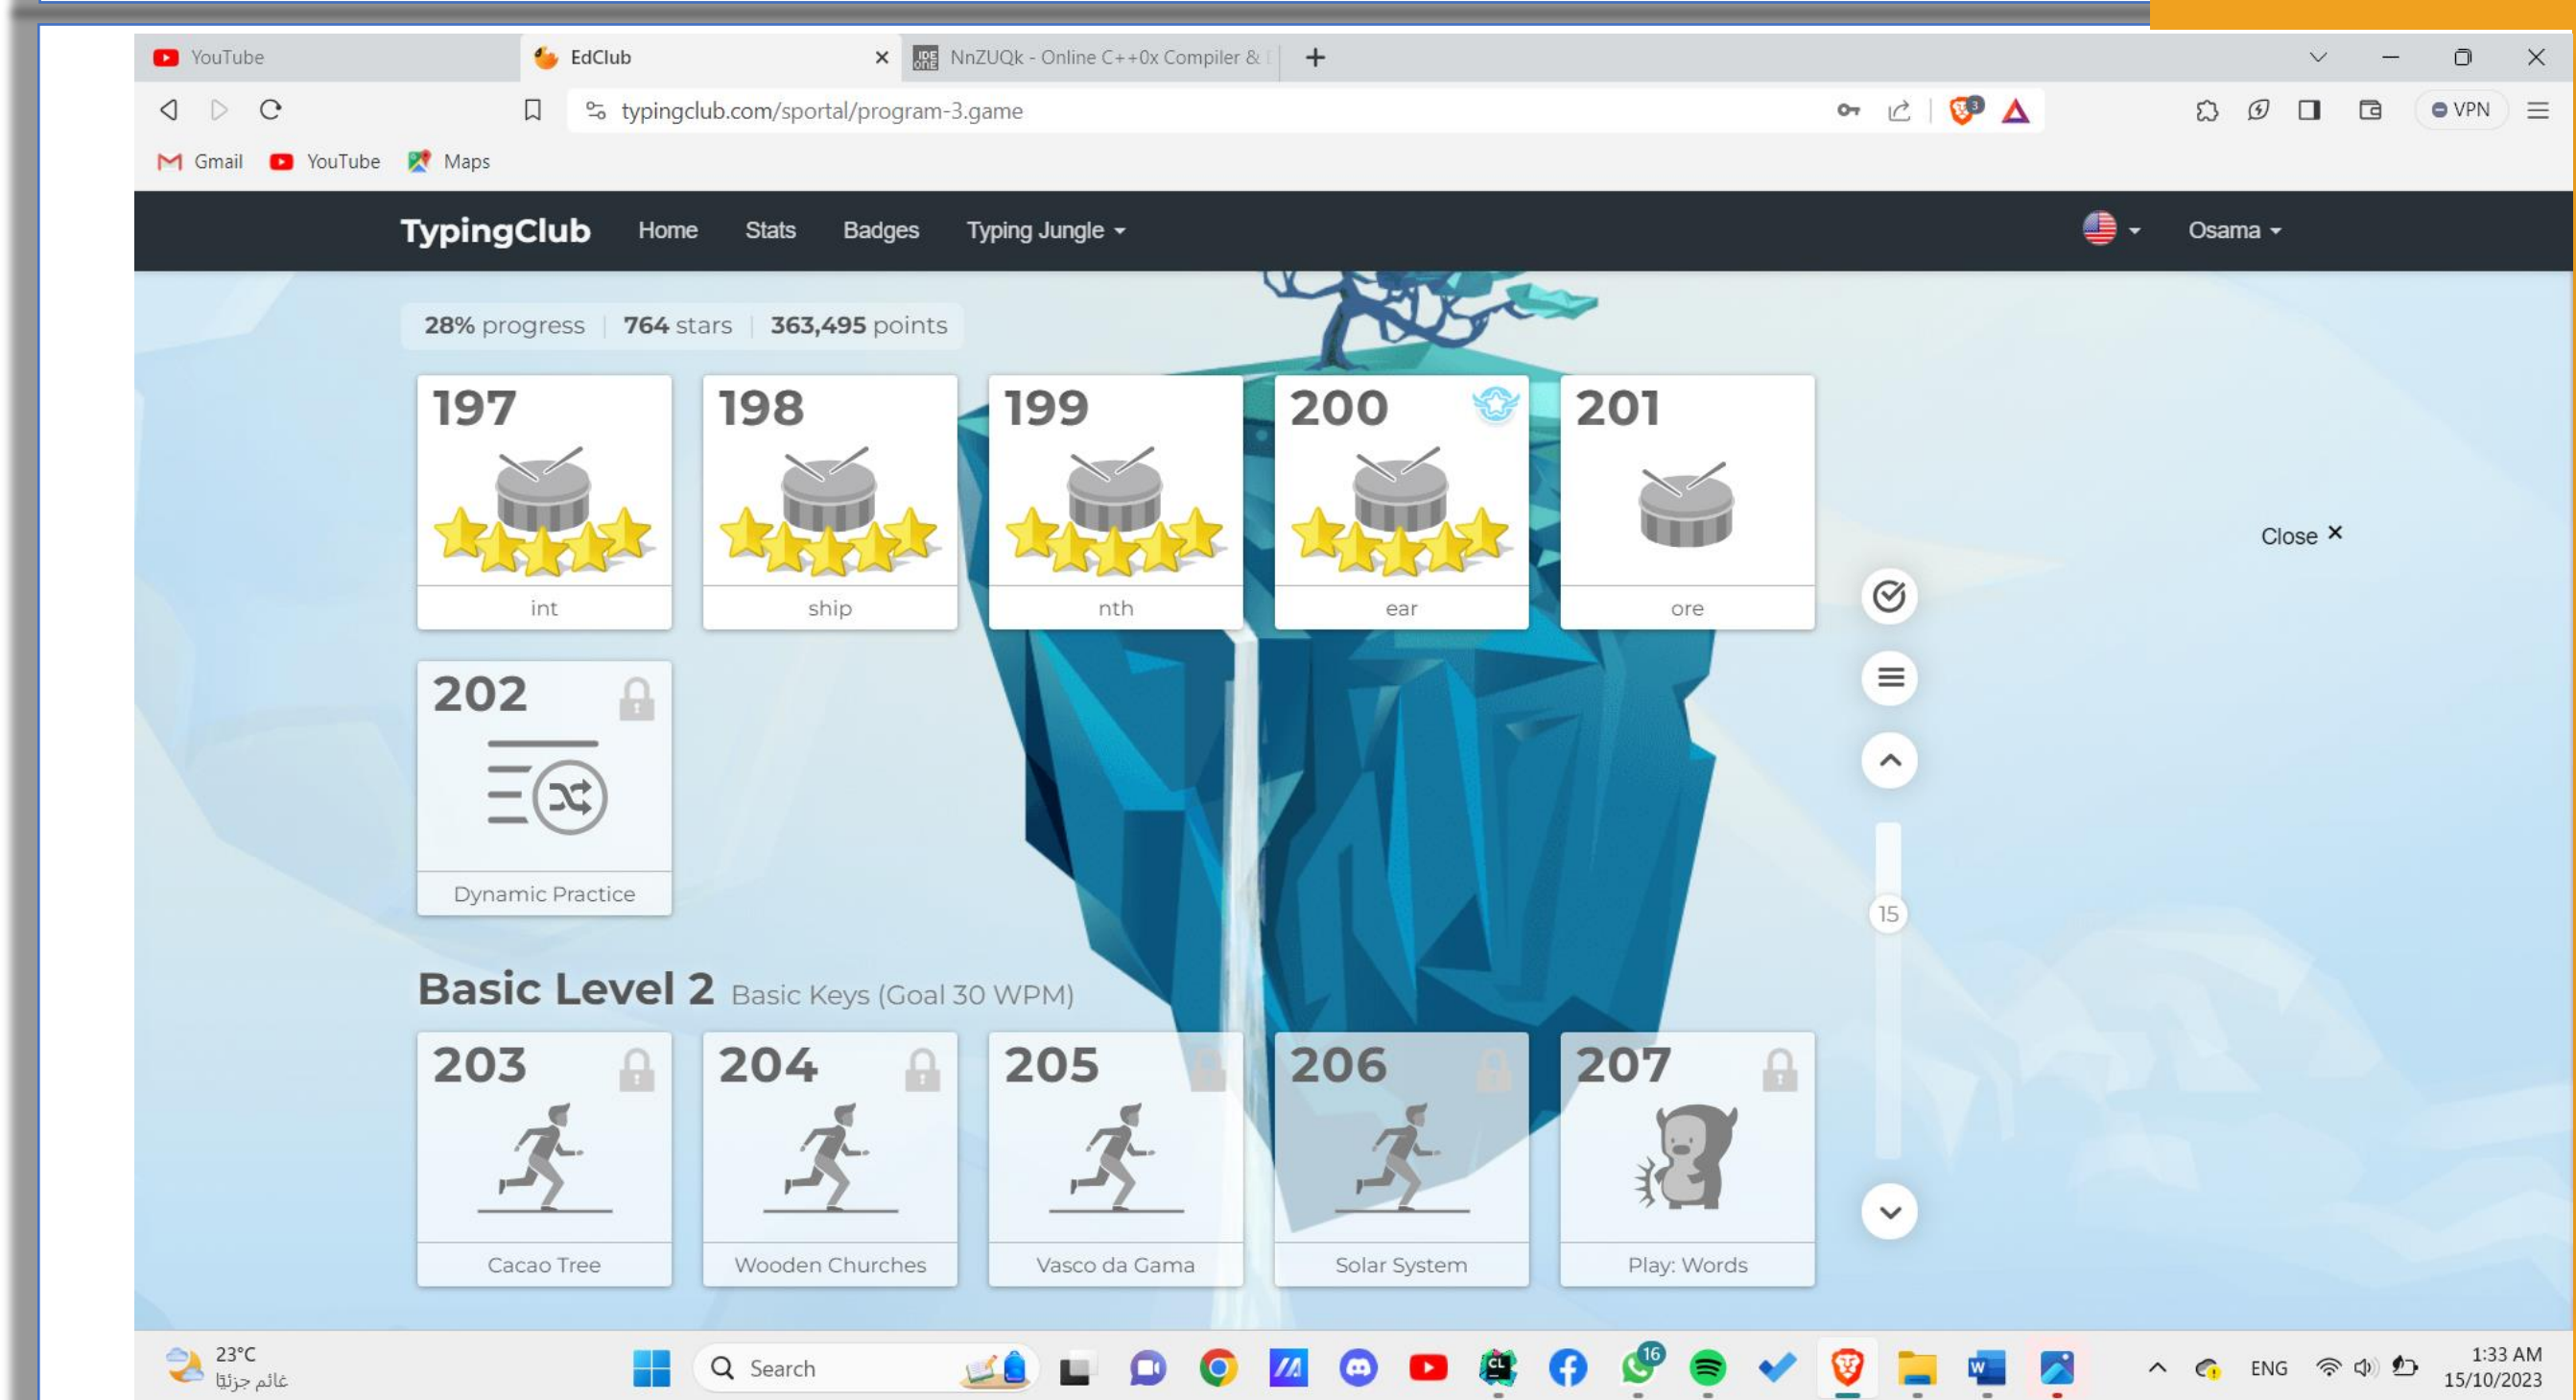 YouTube
EdClub
NnZUQk - Online C++0x Compiler &
typingclub.com/sportal/program-3.game
3
VPN
Gmail YouTube Maps
TypingClub Home Stats Badges Typing Jungle
Osama
28% progress 764 stars 363,495 points
197 198 199 200 201
Close
int ship nth ear ore
202
Dynamic Practice
15
Basic Level 2 Basic Keys (Goal 30 WPM)
203 204 205 206 207
Cacao Tree Wooden Churches Vasco da Gama Solar System Play: Words
23°C
غائم جزئيًا
Search
CL
16
W
ENG
1:33 AM
15/10/2023